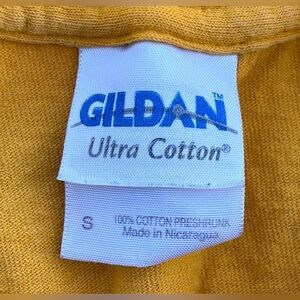 GILDAN™
Ultra Cotton®
S 100% COTTON PRESHRUNK
Made in Nicaragua